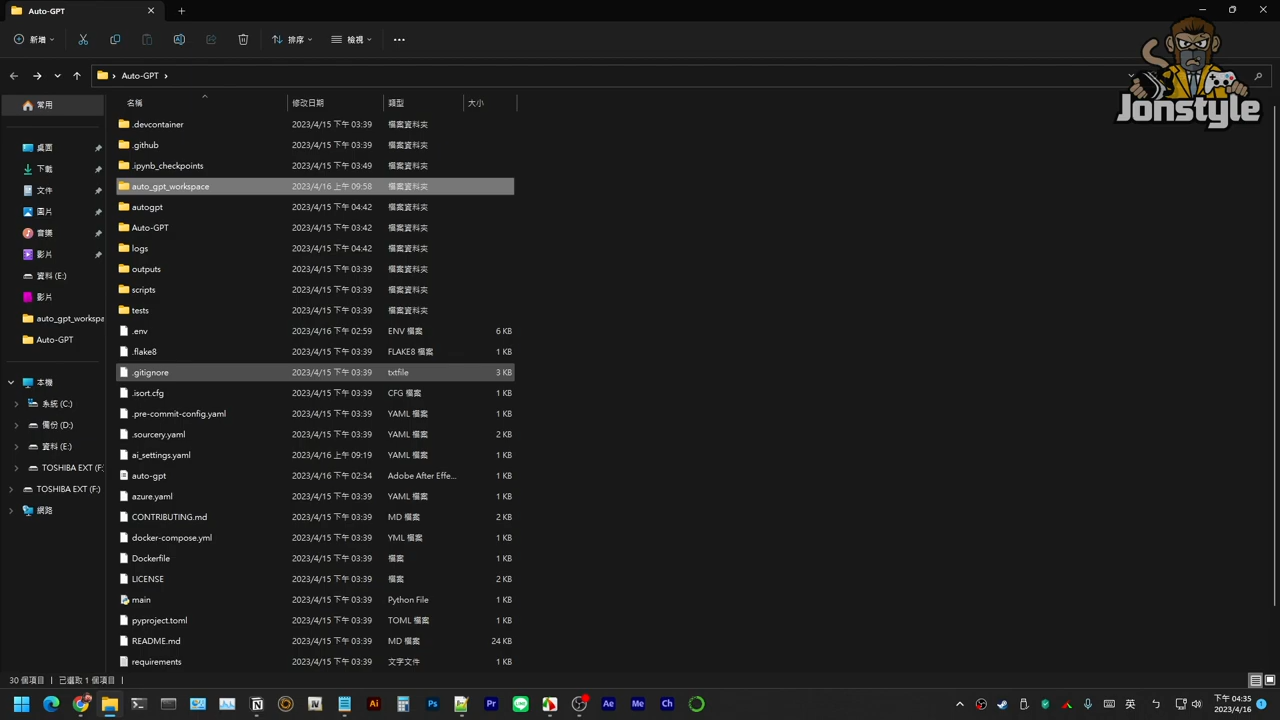 Auto-GPT
新增
排序
檢視
Auto-GPT
Jonstyle
常用
名稱 修改日期 類型 大小
.devcontainer 2023/4/15 下午 03:39 檔案資料夾
.github 2023/4/15 下午 03:39 檔案資料夾
.ipynb_checkpoints 2023/4/15 下午 03:49 檔案資料夾
auto_gpt_workspace 2023/4/16 上午 09:58 檔案資料夾
autogpt 2023/4/15 下午 04:42 檔案資料夾
Auto-GPT 2023/4/15 下午 03:42 檔案資料夾
logs 2023/4/15 下午 04:42 檔案資料夾
outputs 2023/4/15 下午 03:39 檔案資料夾
scripts 2023/4/15 下午 03:39 檔案資料夾
tests 2023/4/15 下午 03:39 檔案資料夾
.env 2023/4/16 下午 02:59 ENV 檔案 6 KB
.flake8 2023/4/15 下午 03:39 FLAKE8 檔案 1 KB
.gitignore 2023/4/15 下午 03:39 txtfile 3 KB
.isort.cfg 2023/4/15 下午 03:39 CFG 檔案 1 KB
.pre-commit-config.yaml 2023/4/15 下午 03:39 YAML 檔案 1 KB
.sourcery.yaml 2023/4/15 下午 03:39 YAML 檔案 2 KB
ai_settings.yaml 2023/4/16 上午 09:19 YAML 檔案 1 KB
auto-gpt 2023/4/16 下午 02:34 Adobe After Effe... 1 KB
azure.yaml 2023/4/15 下午 03:39 YAML 檔案 1 KB
CONTRIBUTING.md 2023/4/15 下午 03:39 MD 檔案 2 KB
docker-compose.yml 2023/4/15 下午 03:39 YML 檔案 1 KB
Dockerfile 2023/4/15 下午 03:39 檔案 1 KB
LICENSE 2023/4/15 下午 03:39 檔案 2 KB
main 2023/4/15 下午 03:39 Python File 1 KB
pyproject.toml 2023/4/15 下午 03:39 TOML 檔案 1 KB
README.md 2023/4/15 下午 03:39 MD 檔案 24 KB
requirements 2023/4/15 下午 03:39 文字文件 1 KB
桌面
下載
文件
圖片
音樂
影片
資料 (E:)
影片
auto_gpt_workspa
Auto-GPT
本機
系統 (C:)
備份 (D:)
資料 (E:)
TOSHIBA EXT (F:
TOSHIBA EXT (F:)
網路
30 個項目 已選取 1 個項目
Ai
Ps
Pr
Ae
Me
Ch
英
下午 04:35
2023/4/16